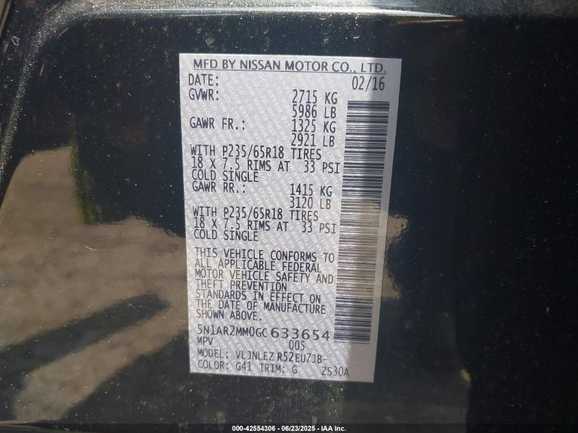 MFD BY NISSAN MOTOR CO., LTD.
DATE: 02/16
GVWR: 2715 KG
5986 LB
GAWR FR.: 1325 KG
2921 LB
WITH P235/65R18 TIRES
18 X 7.5 RIMS AT 33 PSI
COLD SINGLE
GAWR RR.: 1415 KG
3120 LB
WITH P235/65R18 TIRES
18 X 7.5 RIMS AT 33 PSI
COLD SINGLE
THIS VEHICLE CONFORMS TO
ALL APPLICABLE FEDERAL
MOTOR VEHICLE SAFETY AND
THEFT PREVENTION
STANDARDS IN EFFECT ON
THE DATE OF MANUFACTURE
SHOWN ABOVE.
5N1AR2MM0GC633654
MPV 005
MODEL: VLJNLEZ R52EU71B-
COLOR: G41 TRIM: G 2S30A
000-42554306 - 06/23/2025 - IAA Inc.